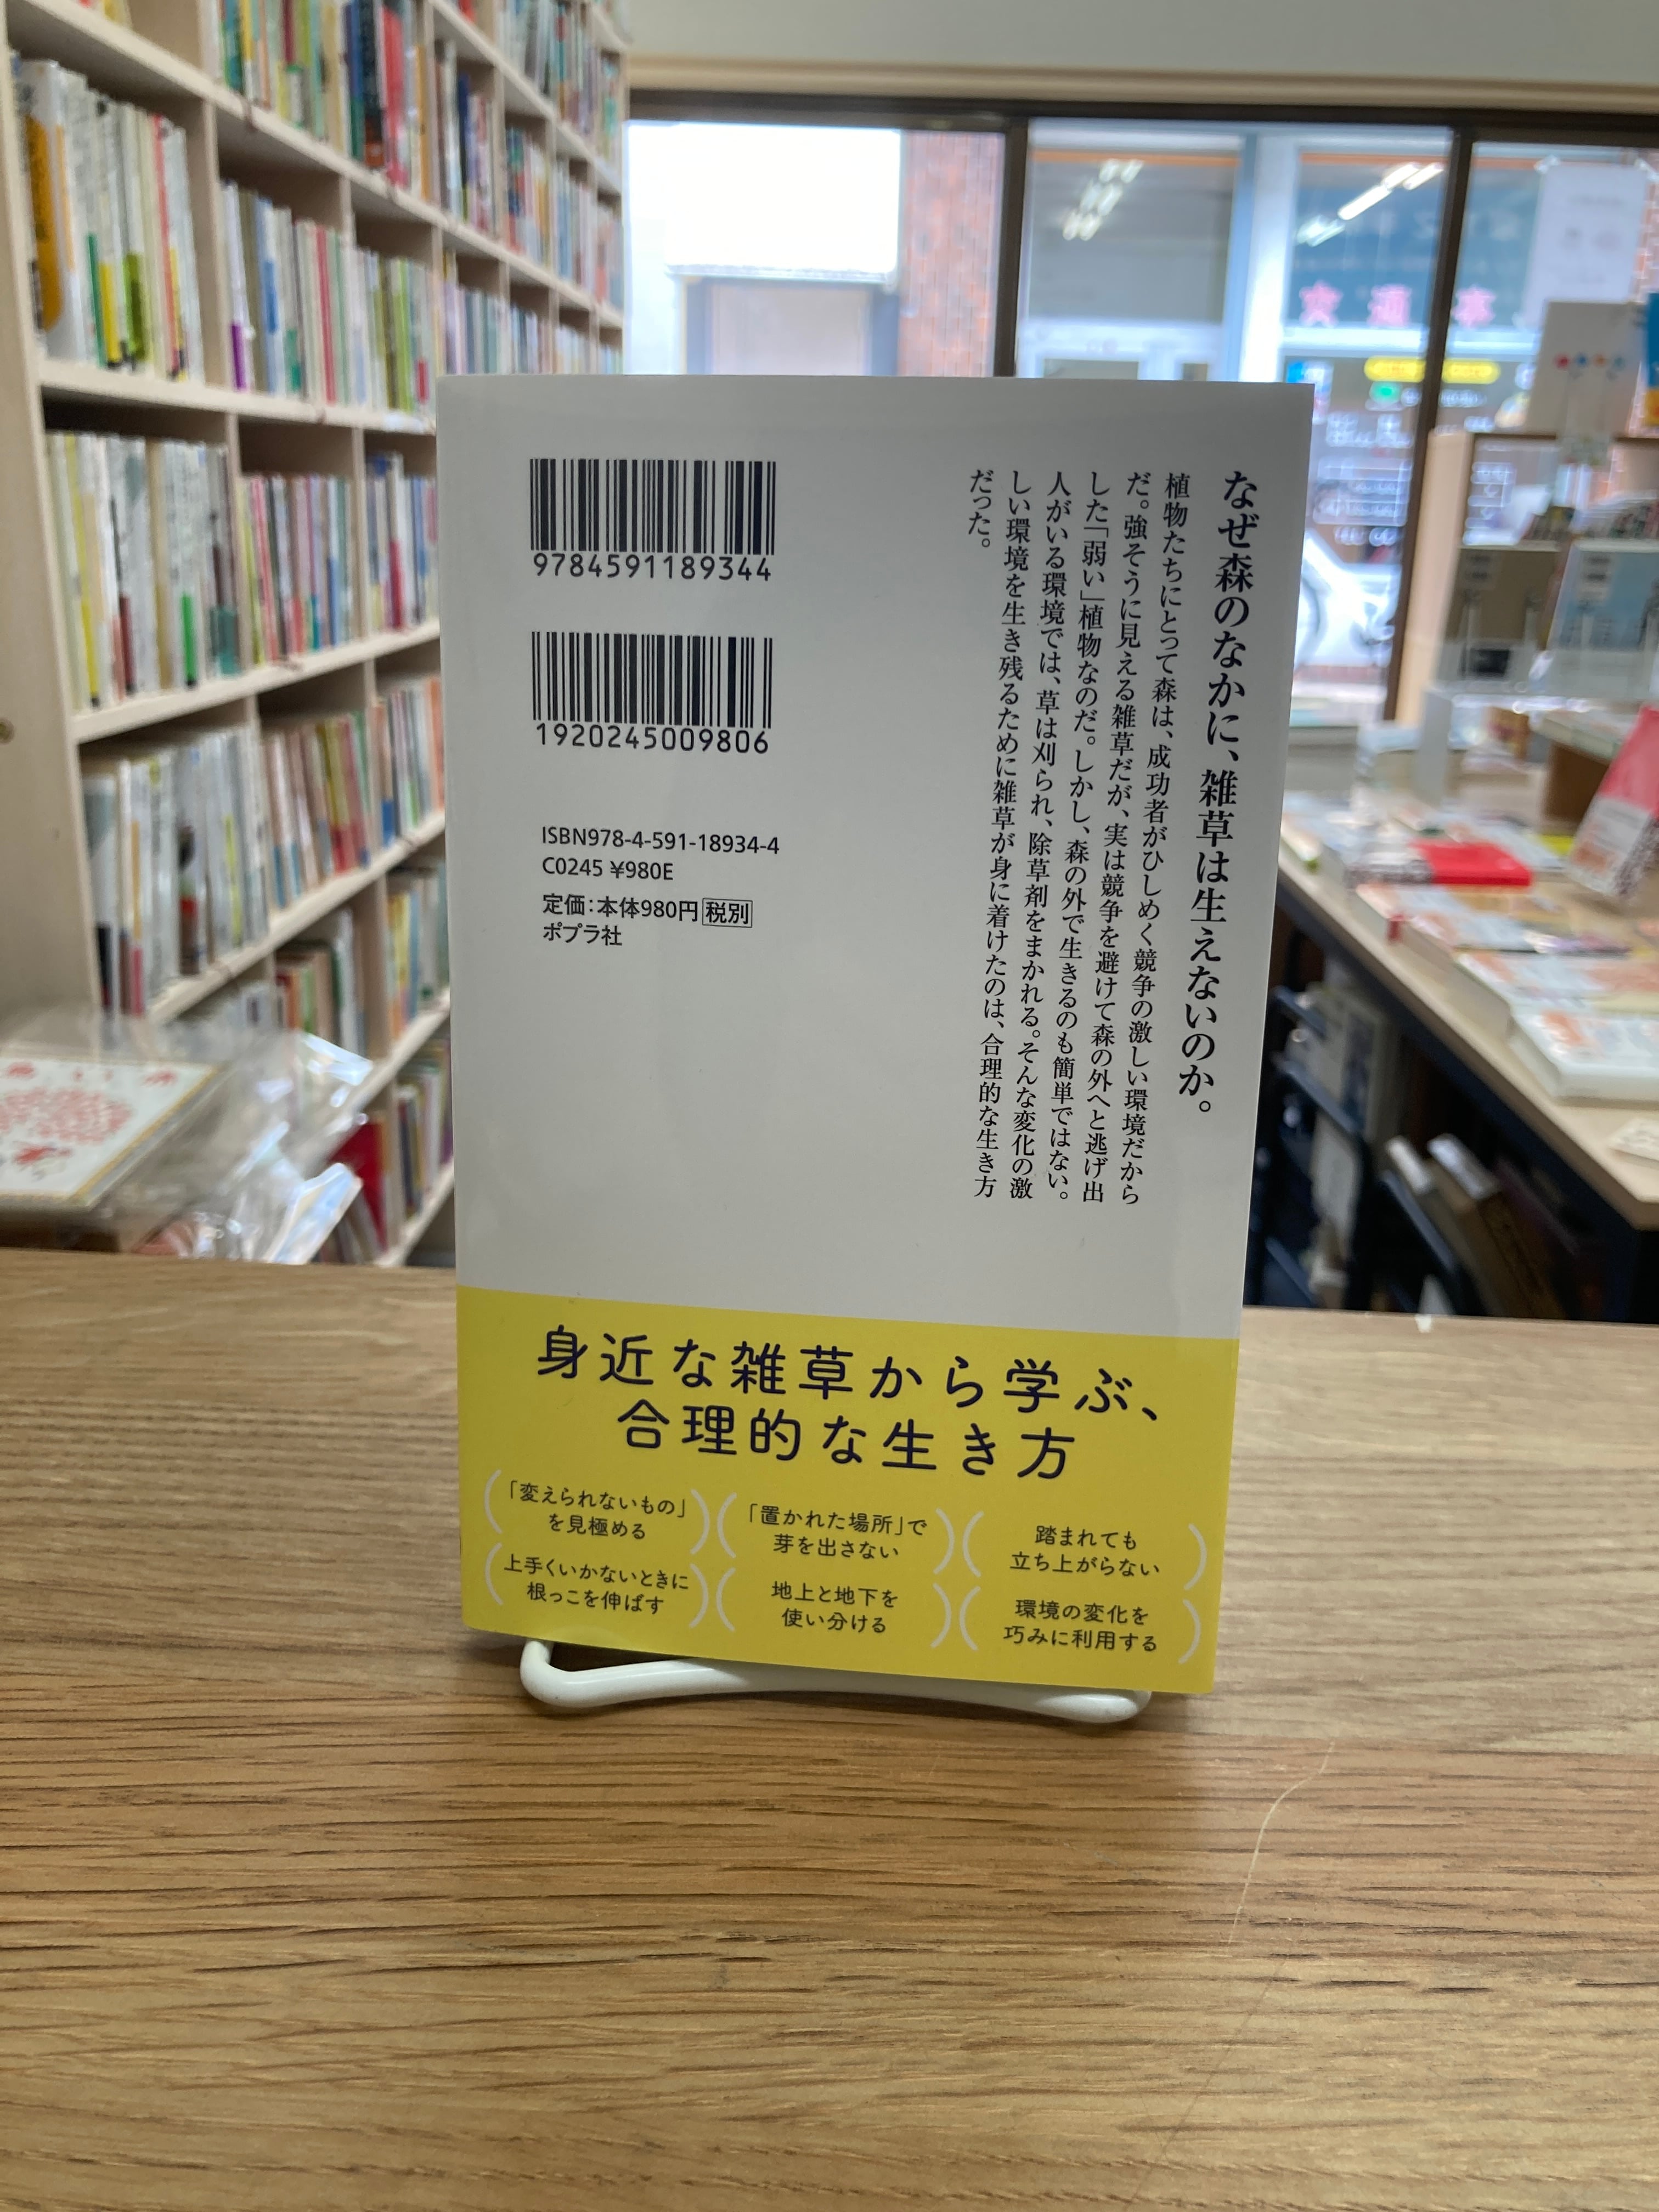 なぜ森のなかに、雑草は生えないのか。
植物たちにとって森は、成功者がひしめく競争の激しい環境だから
だ。強そうに見える雑草だが、実は競争を避けて森の外へと逃げ出
した「弱い」植物なのだ。しかし、森の外で生きるのも簡単ではない。
人がいる環境では、草は刈られ、除草剤をまかれる。そんな変化の激
しい環境を生き残るために雑草が身に着けたのは、合理的な生き方
だった。
9784591189344
1920245009806
ISBN978-4-591-18934-4
C0245 ¥980E
定価：本体980円 税別
ポプラ社
身近な雑草から学ぶ、
合理的な生き方
「変えられないもの」
を見極める
「置かれた場所」で
芽を出さない
踏まれても
立ち上がらない
上手くいかないときに
根っこを伸ばす
地上と地下を
使い分ける
環境の変化を
巧みに利用する